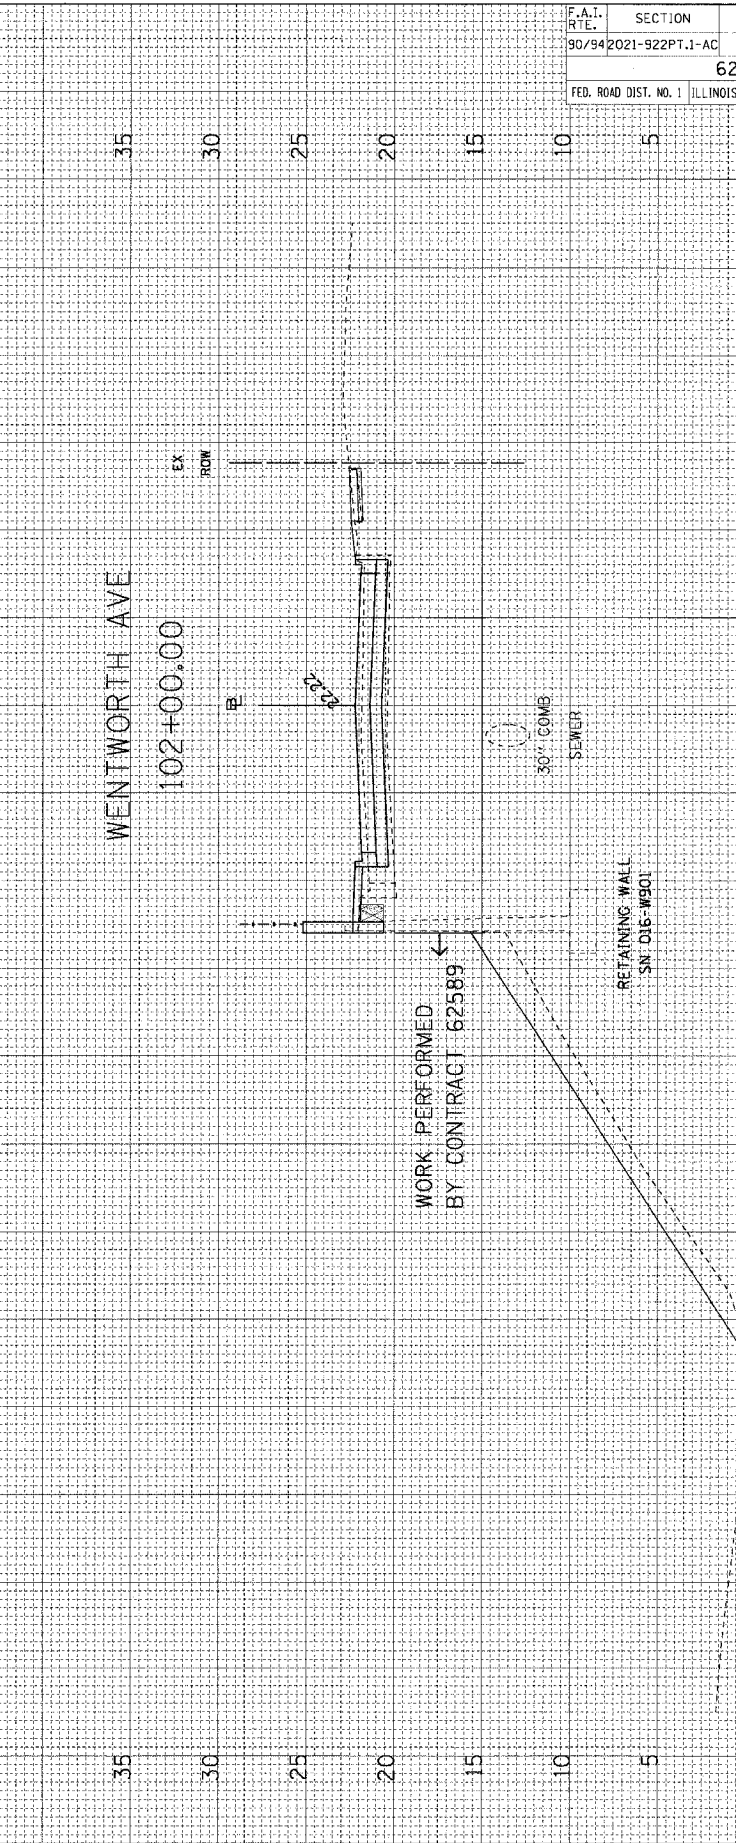 F.A.I. RTE.
SECTION
90/94
2021-922PT.1-AC
62
FED. ROAD DIST. NO. 1
ILLINOIS
35
30
25
20
15
10
5
WENTWORTH AVE
102+00.00
EX
ROW
22.22
30" COMB
SEWER
RETAINING WALL
SN 016-W901
WORK PERFORMED
BY CONTRACT 62589
35
30
25
20
15
10
5